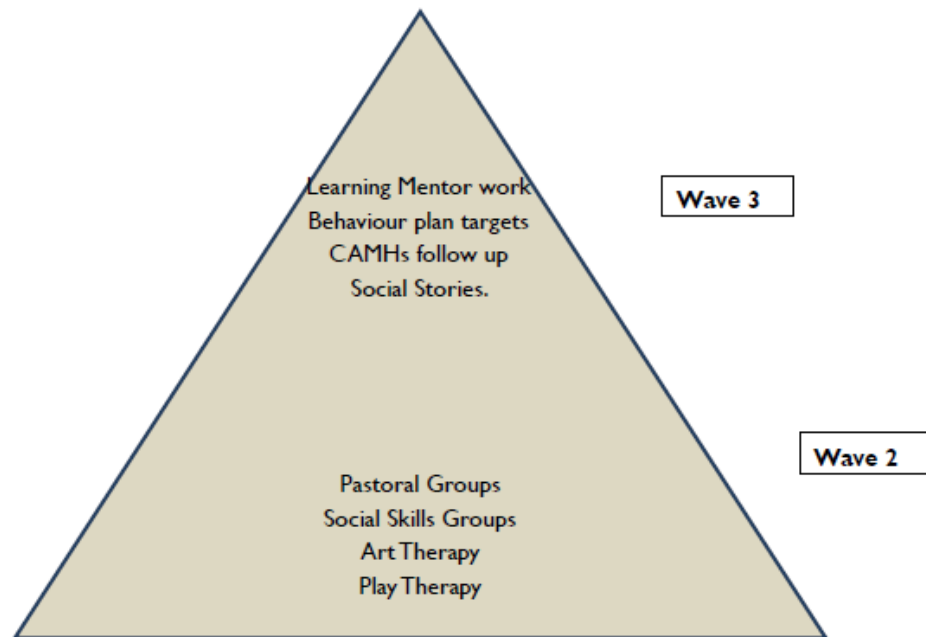 Learning Mentor work
Wave 3
Behaviour plan targets
CAMHs follow up
Social Stories.
Wave 2
Pastoral Groups
Social Skills Groups
Art Therapy
Play Therapy